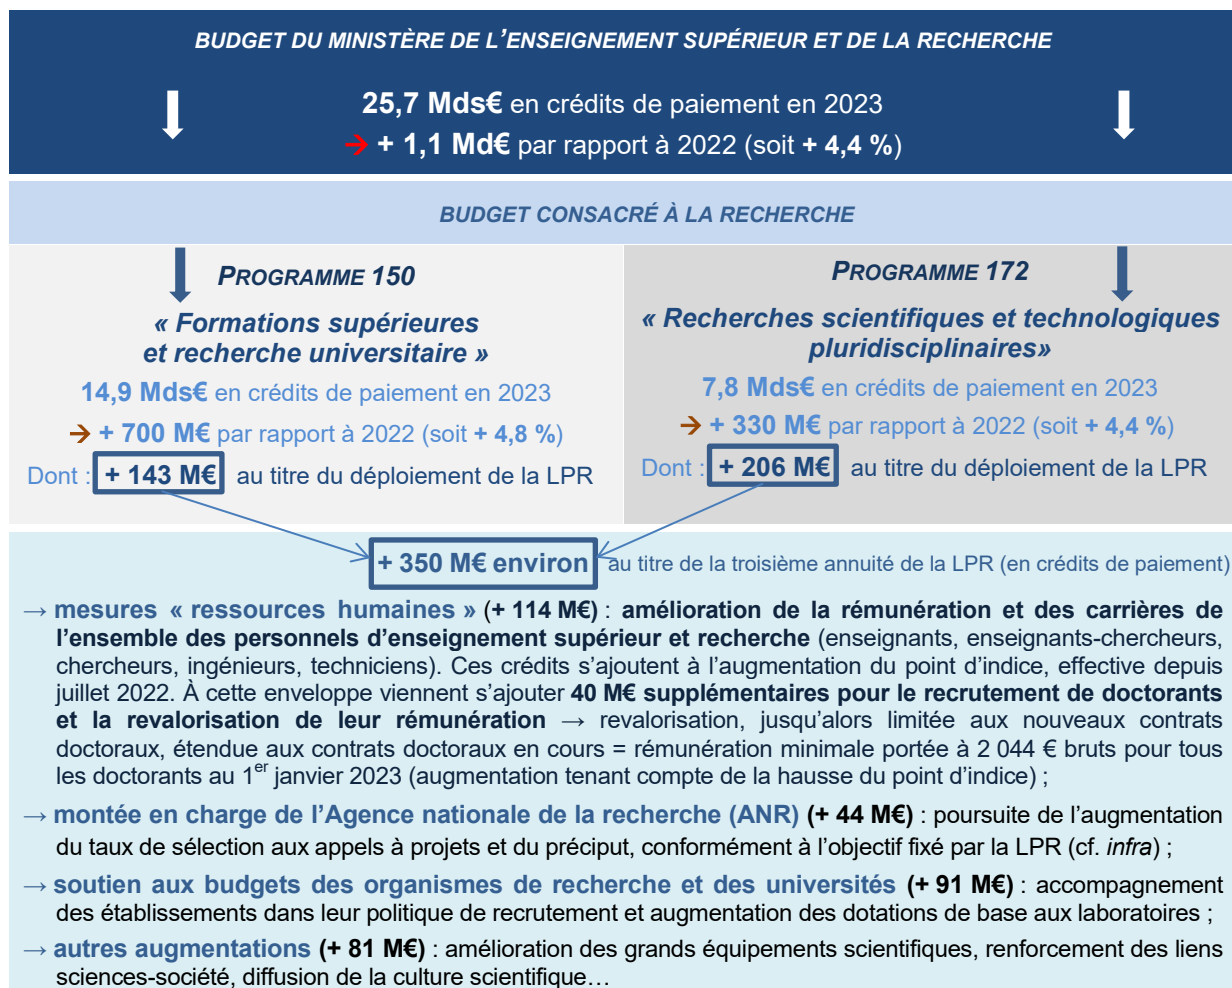 BUDGET DU MINISTÈRE DE L'ENSEIGNEMENT SUPÉRIEUR ET DE LA RECHERCHE
25,7 Mds€ en crédits de paiement en 2023
→ + 1,1 Md€ par rapport à 2022 (soit + 4,4 %)
BUDGET CONSACRÉ À LA RECHERCHE
PROGRAMME 150
« Formations supérieures
et recherche universitaire »
14,9 Mds€ en crédits de paiement en 2023
→ + 700 M€ par rapport à 2022 (soit + 4,8 %)
Dont : + 143 M€ au titre du déploiement de la LPR
PROGRAMME 172
« Recherches scientifiques et technologiques
pluridisciplinaires»
7,8 Mds€ en crédits de paiement en 2023
→ + 330 M€ par rapport à 2022 (soit + 4,4 %)
Dont : + 206 M€ au titre du déploiement de la LPR
+ 350 M€ environ au titre de la troisième annuité de la LPR (en crédits de paiement)
→ mesures « ressources humaines » (+ 114 M€) : amélioration de la rémunération et des carrières de
l'ensemble des personnels d'enseignement supérieur et recherche (enseignants, enseignants-chercheurs,
chercheurs, ingénieurs, techniciens). Ces crédits s'ajoutent à l'augmentation du point d'indice, effective depuis
juillet 2022. À cette enveloppe viennent s'ajouter 40 M€ supplémentaires pour le recrutement de doctorants
et la revalorisation de leur rémunération → revalorisation, jusqu'alors limitée aux nouveaux contrats
doctoraux, étendue aux contrats doctoraux en cours = rémunération minimale portée à 2 044 € bruts pour tous
les doctorants au 1er janvier 2023 (augmentation tenant compte de la hausse du point d'indice) ;
→ montée en charge de l'Agence nationale de la recherche (ANR) (+ 44 M€) : poursuite de l'augmentation
du taux de sélection aux appels à projets et du préciput, conformément à l'objectif fixé par la LPR (cf. infra) ;
→ soutien aux budgets des organismes de recherche et des universités (+ 91 M€) : accompagnement
des établissements dans leur politique de recrutement et augmentation des dotations de base aux laboratoires ;
→ autres augmentations (+ 81 M€) : amélioration des grands équipements scientifiques, renforcement des liens
sciences-société, diffusion de la culture scientifique…